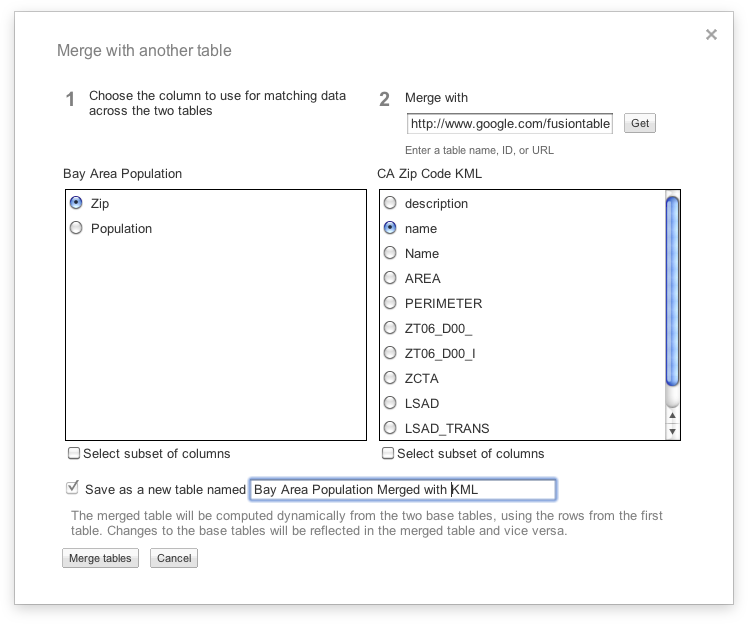 Merge with another table
1 Choose the column to use for matching data
across the two tables
2 Merge with
http://www.google.com/fusiontable
Get
Enter a table name, ID, or URL
Bay Area Population
Zip
Population
Select subset of columns
CA Zip Code KML
description
name
Name
AREA
PERIMETER
ZT06_D00_
ZT06_D00_I
ZCTA
LSAD
LSAD_TRANS
Select subset of columns
Save as a new table named Bay Area Population Merged with KML
The merged table will be computed dynamically from the two base tables, using the rows from the first
table. Changes to the base tables will be reflected in the merged table and vice versa.
Merge tables Cancel